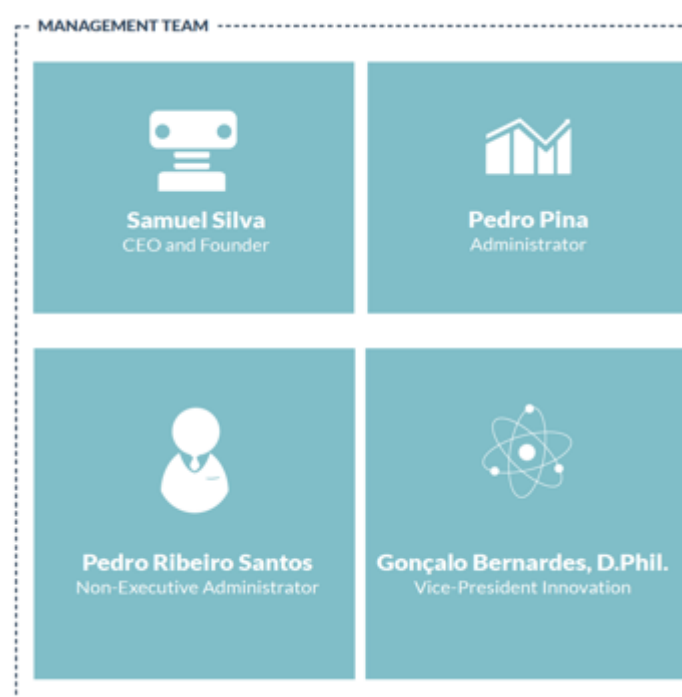 MANAGEMENT TEAM
Samuel Silva
CEO and Founder
Pedro Pina
Administrator
Pedro Ribeiro Santos
Non-Executive Administrator
Gonçalo Bernardes, D.Phil.
Vice-President Innovation